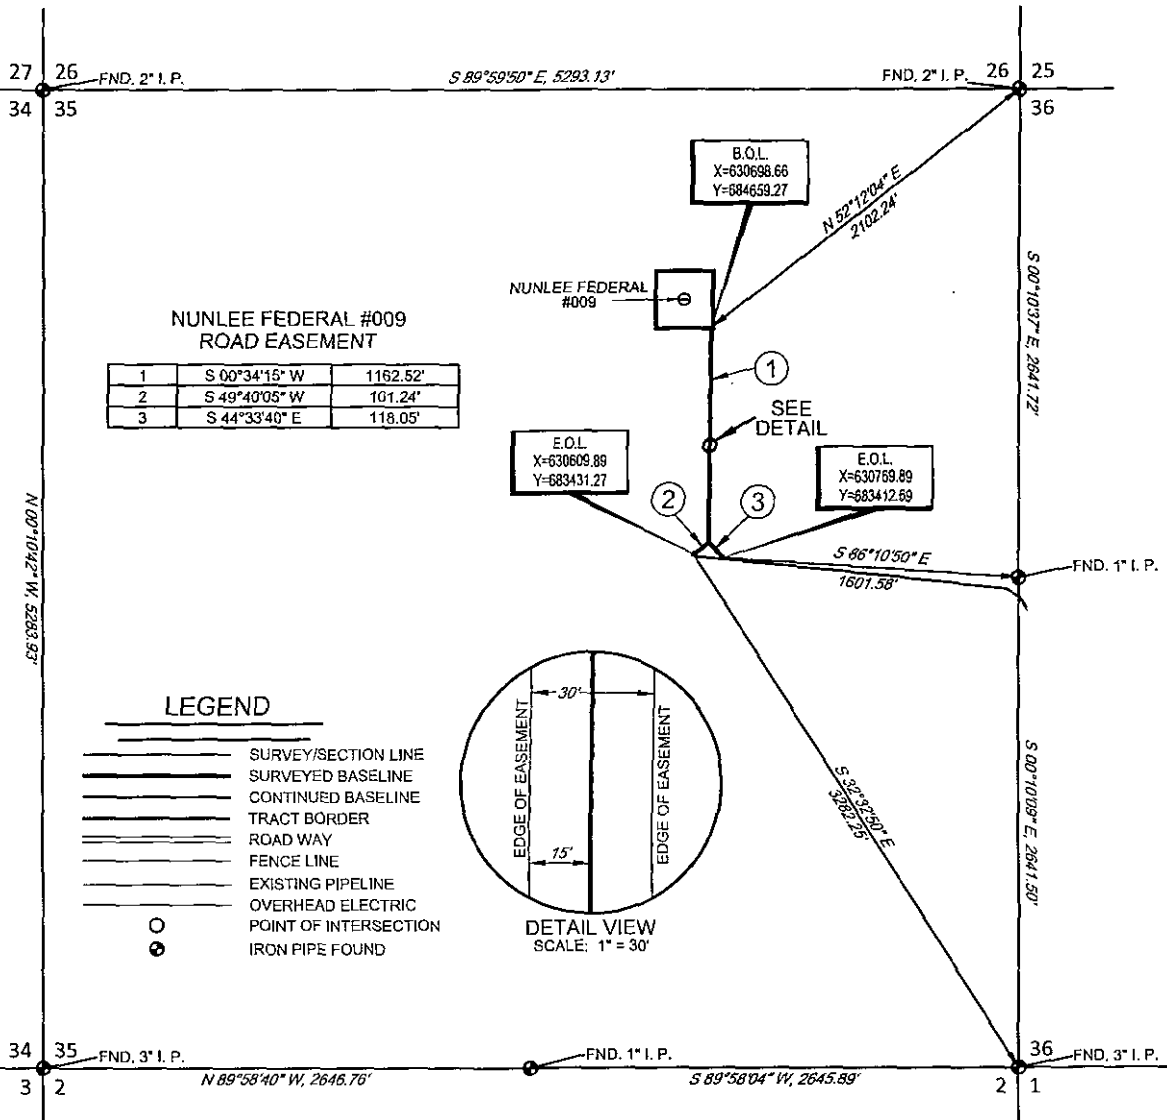 27 26
34 35
FND. 2" I. P.
S 89°59'50" E, 5293.13'
FND. 2" I. P.
26 25
36
B.O.L.
X=630698.66
Y=684659.27
N 52°12'04" E
2102.24'
NUNLEE FEDERAL
#009
S 00°10'37" E, 2641.72'
NUNLEE FEDERAL #009
ROAD EASEMENT
1 S 00°34'15" W 1162.52'
2 S 49°40'05" W 101.24'
3 S 44°33'40" E 118.05'
1
SEE
DETAIL
E.O.L.
X=630609.89
Y=683431.27
E.O.L.
X=630769.89
Y=683412.69
2
3
N 00°10'42" W, 5283.93'
S 86°10'50" E
1601.58'
FND. 1" I. P.
LEGEND
SURVEY/SECTION LINE
SURVEYED BASELINE
CONTINUED BASELINE
TRACT BORDER
ROAD WAY
FENCE LINE
EXISTING PIPELINE
OVERHEAD ELECTRIC
POINT OF INTERSECTION
IRON PIPE FOUND
30'
EDGE OF EASEMENT
EDGE OF EASEMENT
15'
DETAIL VIEW
SCALE: 1" = 30'
S 32°32'50" E
3282.25'
S 00°10'09" E, 2641.50'
34 35
3 2
FND. 3" I. P.
N 89°58'40" W, 2646.76'
FND. 1" I. P.
S 89°58'04" W, 2645.89'
36
2 1
FND. 3" I. P.